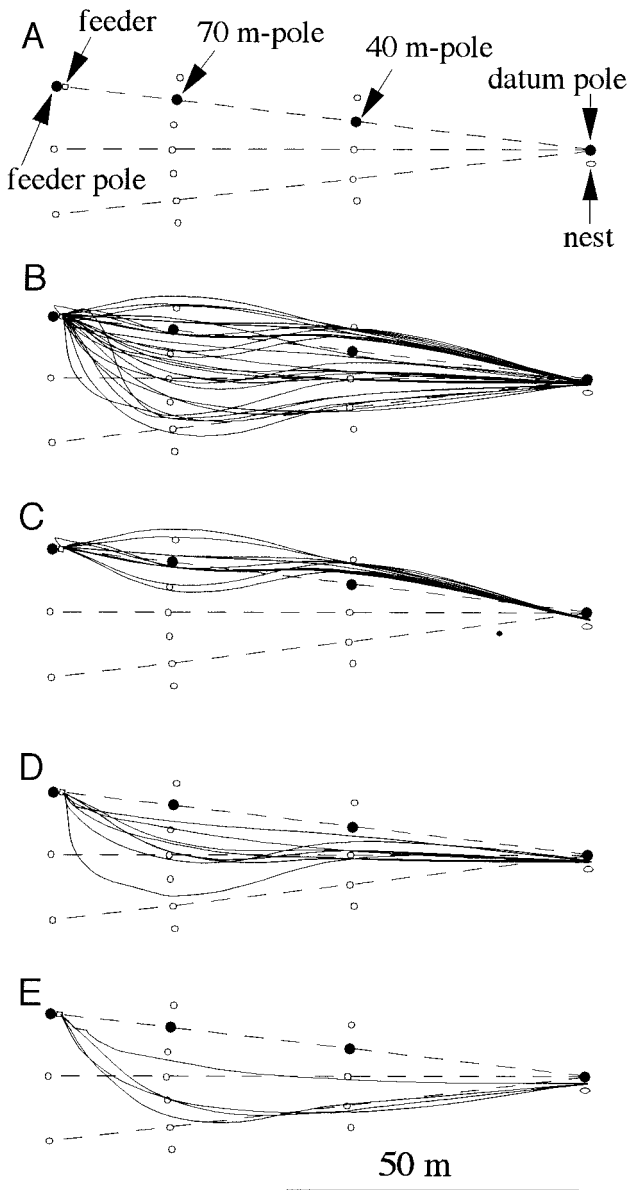 A
feeder
70 m-pole
40 m-pole
datum pole
feeder pole
nest
B
C
D
E
50 m